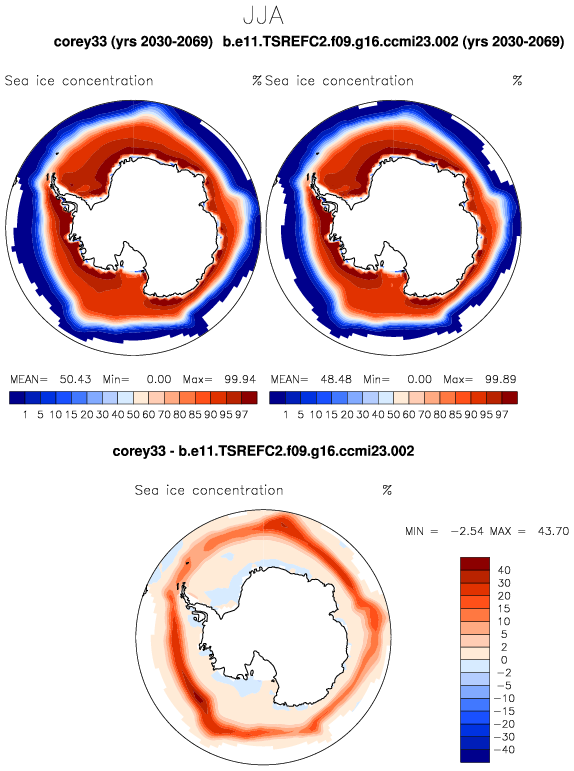 JJA
corey33 (yrs 2030-2069) b.e11.TSREFC2.f09.g16.ccmi23.002 (yrs 2030-2069)
Sea ice concentration % Sea ice concentration %
MEAN= 50.43 Min= 0.00 Max= 99.94 MEAN= 48.48 Min= 0.00 Max= 99.89
1 5 10 15 20 30 40 50 60 70 80 85 90 95 97 1 5 10 15 20 30 40 50 60 70 80 85 90 95 97
corey33 - b.e11.TSREFC2.f09.g16.ccmi23.002
Sea ice concentration %
MIN = -2.54 MAX = 43.70
40
30
20
15
10
5
2
0
-2
-5
-10
-15
-20
-30
-40